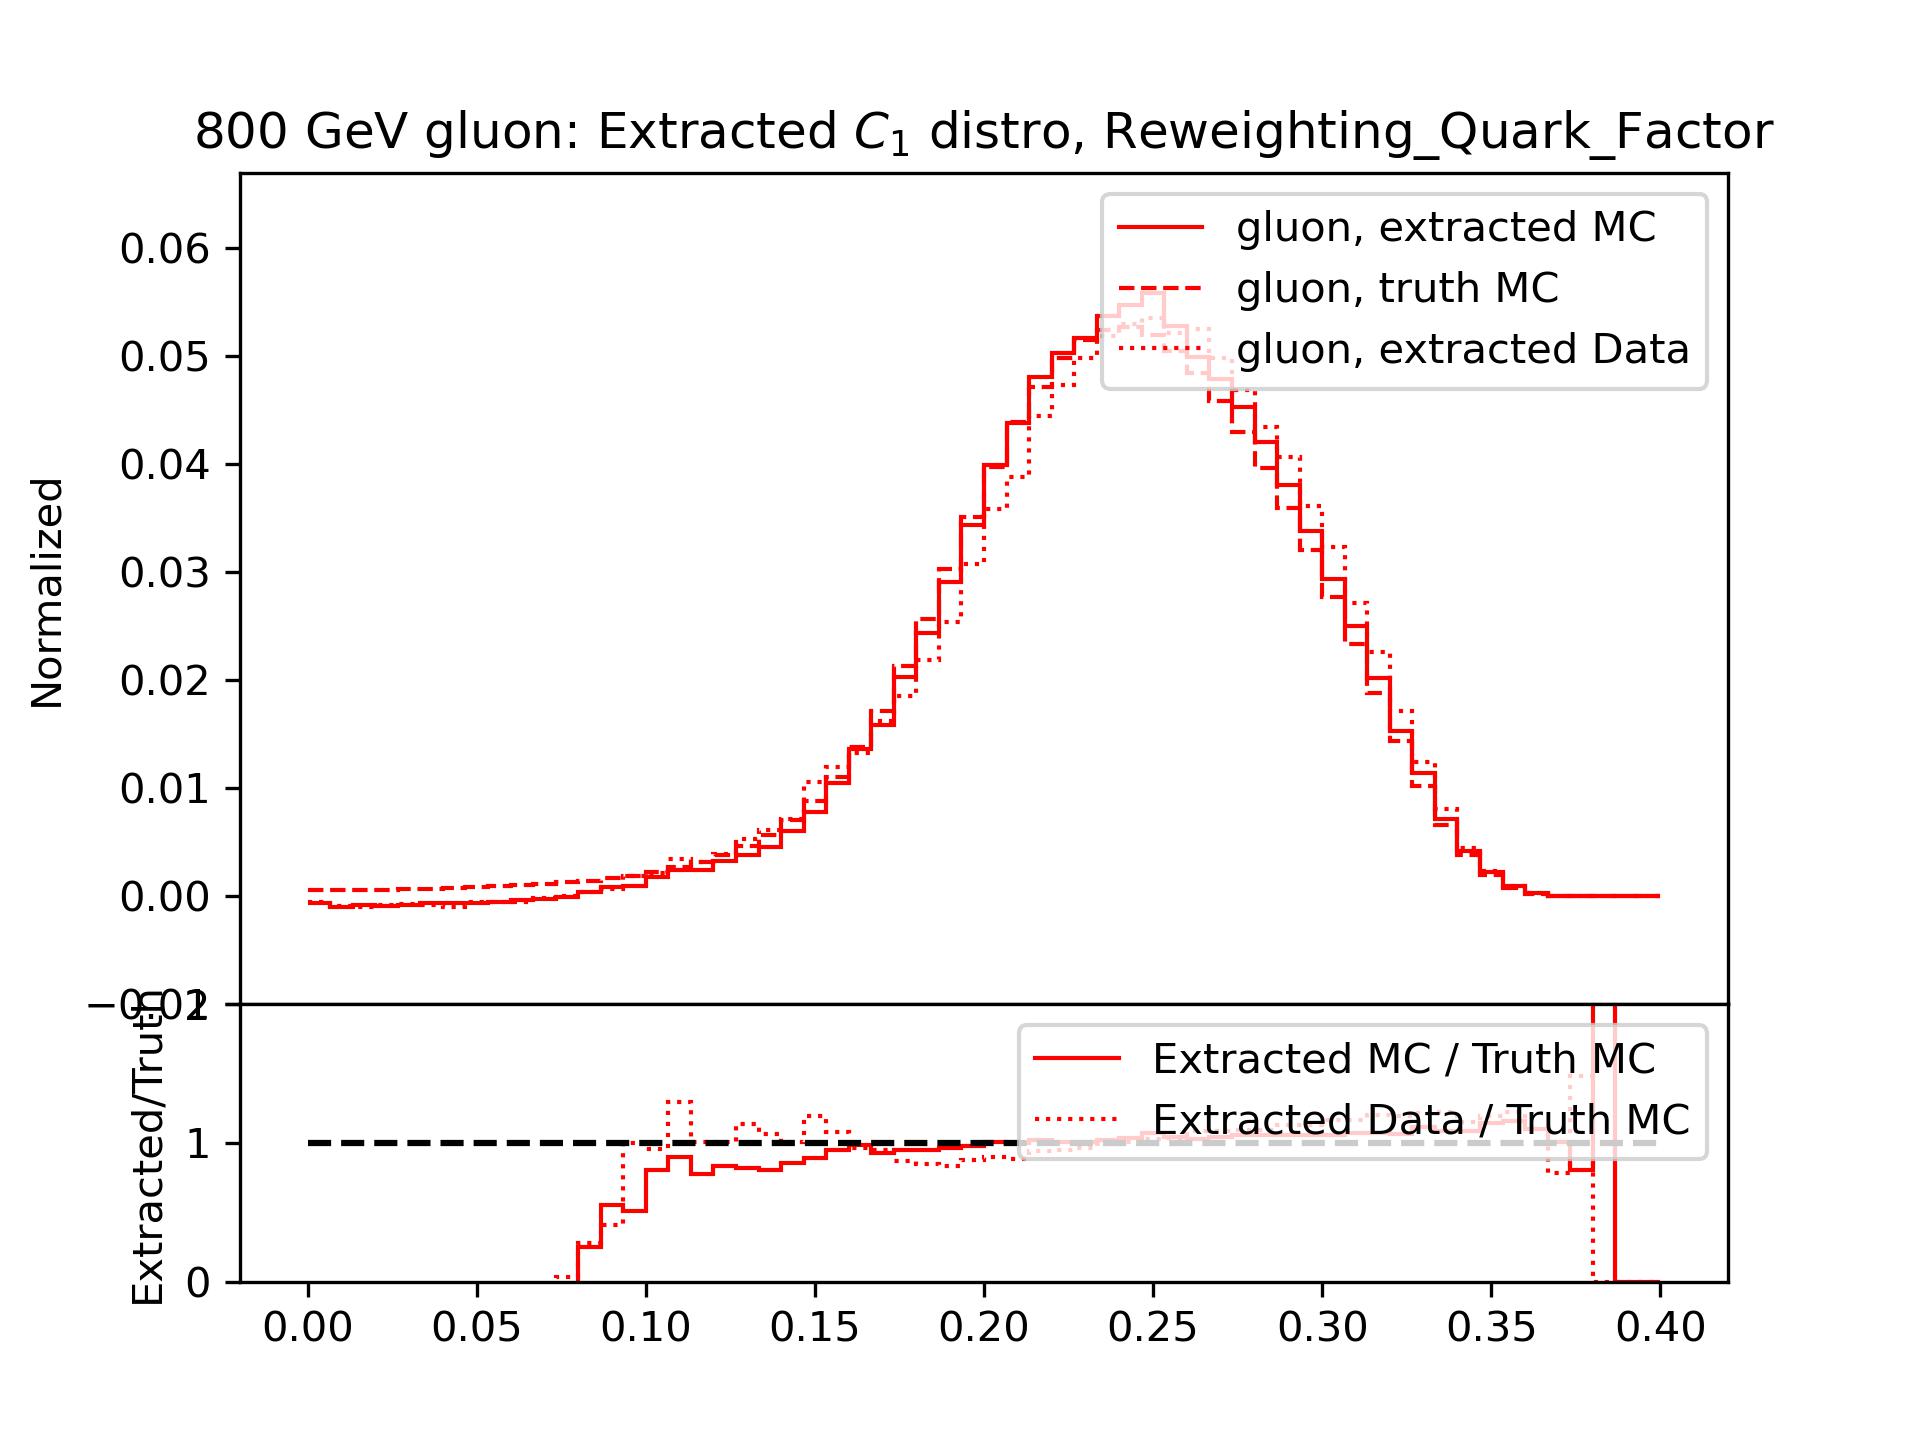 800 GeV gluon: Extracted C1 distro, Reweighting_Quark_Factor
gluon, extracted MC
gluon, truth MC
gluon, extracted Data
Normalized
0.06
0.05
0.04
0.03
0.02
0.01
0.00
−0.01
Extracted/Truth
2
1
0
Extracted MC / Truth MC
Extracted Data / Truth MC
0.00 0.05 0.10 0.15 0.20 0.25 0.30 0.35 0.40